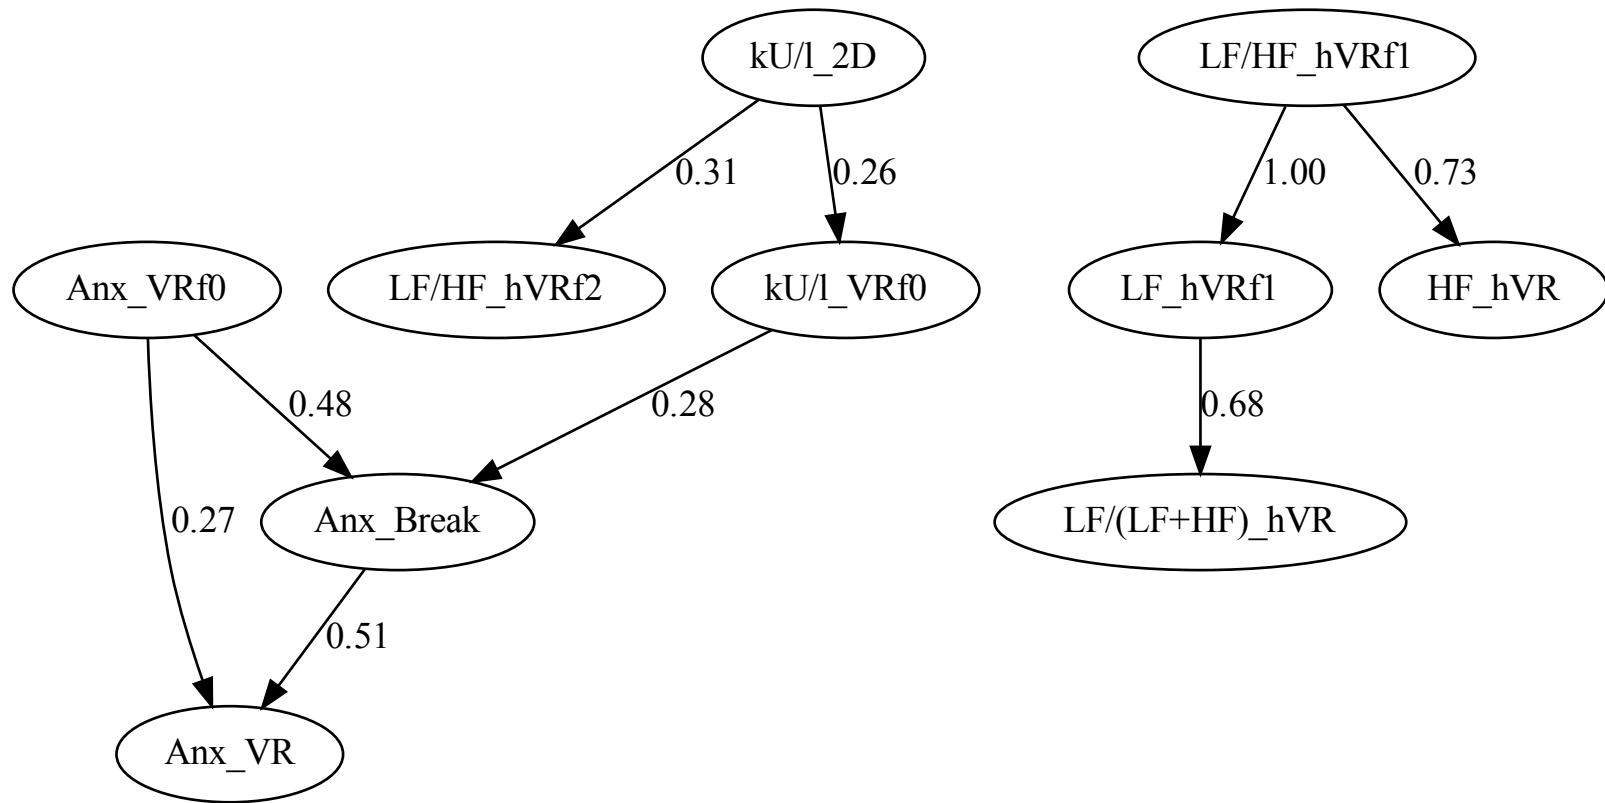 kU/l_2D
LF/HF_hVRf1
0.31
0.26
1.00
0.73
Anx_VRf0
LF/HF_hVRf2
kU/l_VRf0
LF_hVRf1
HF_hVR
0.48
0.28
0.68
0.27
Anx_Break
LF/(LF+HF)_hVR
0.51
Anx_VR